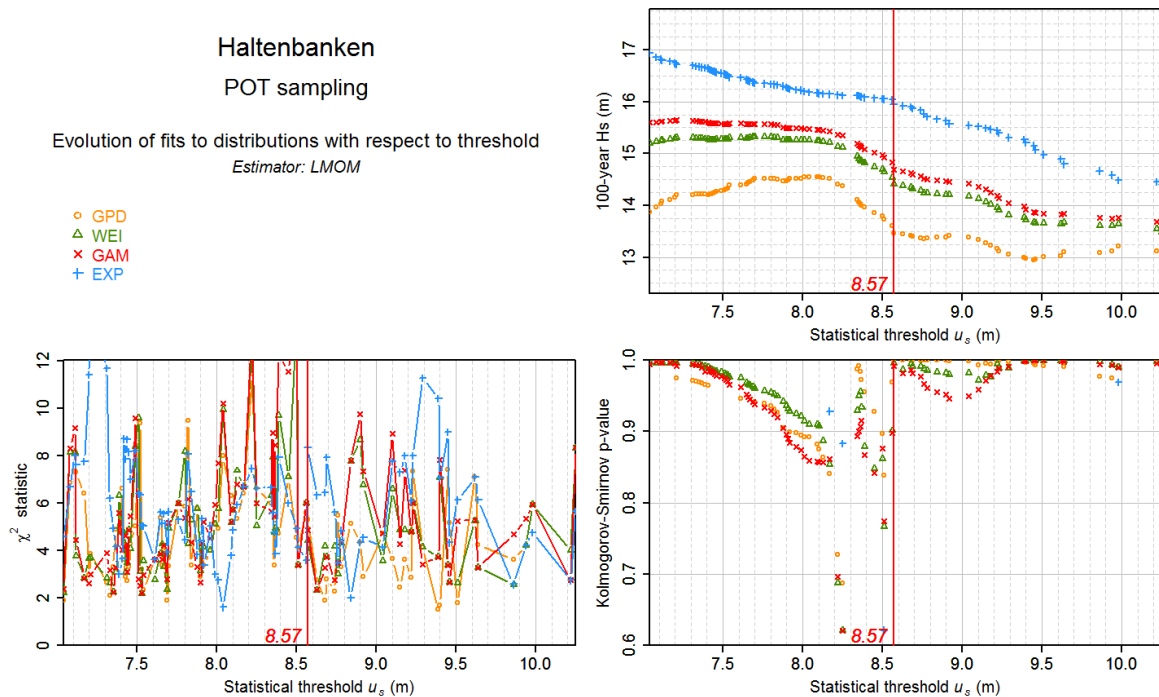 Haltenbanken
POT sampling
Evolution of fits to distributions with respect to threshold
Estimator: LMOM
GPD
WEI
GAM
EXP
100-year Hs (m)
17
16
15
14
13
8.57
7.5 8.0 8.5 9.0 9.5 10.0
Statistical threshold u_s (m)
χ² statistic
12
10
8
6
4
2
0
8.57
7.5 8.0 8.5 9.0 9.5 10.0
Statistical threshold u_s (m)
Kolmogorov-Smirnov p-value
1.0
0.9
0.8
0.7
0.6
8.57
7.5 8.0 8.5 9.0 9.5 10.0
Statistical threshold u_s (m)